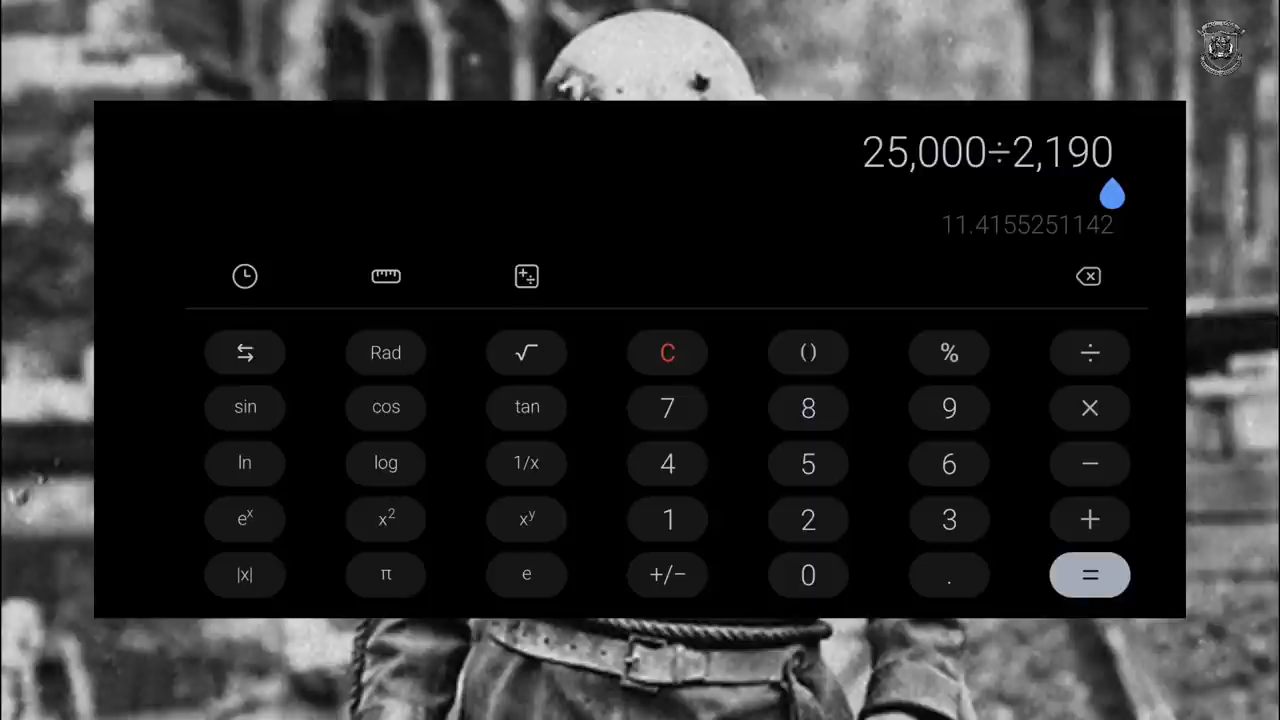 25,000÷2,190
11.4155251142
⇆ Rad √ C () % ÷
sin cos tan 7 8 9 ×
ln log 1/x 4 5 6 −
eˣ x² xʸ 1 2 3 +
|x| π e +/− 0 . =